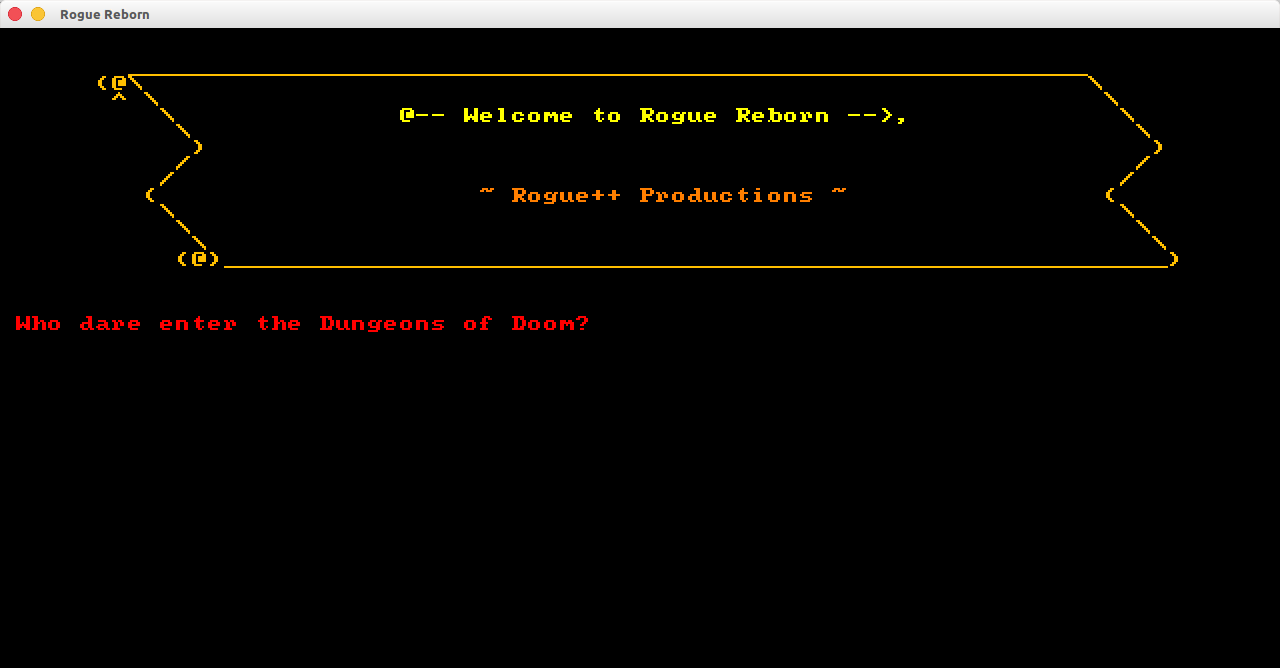 Rogue Reborn
@-- Welcome to Rogue Reborn -->,
~ Rogue++ Productions ~
Who dare enter the Dungeons of Doom?